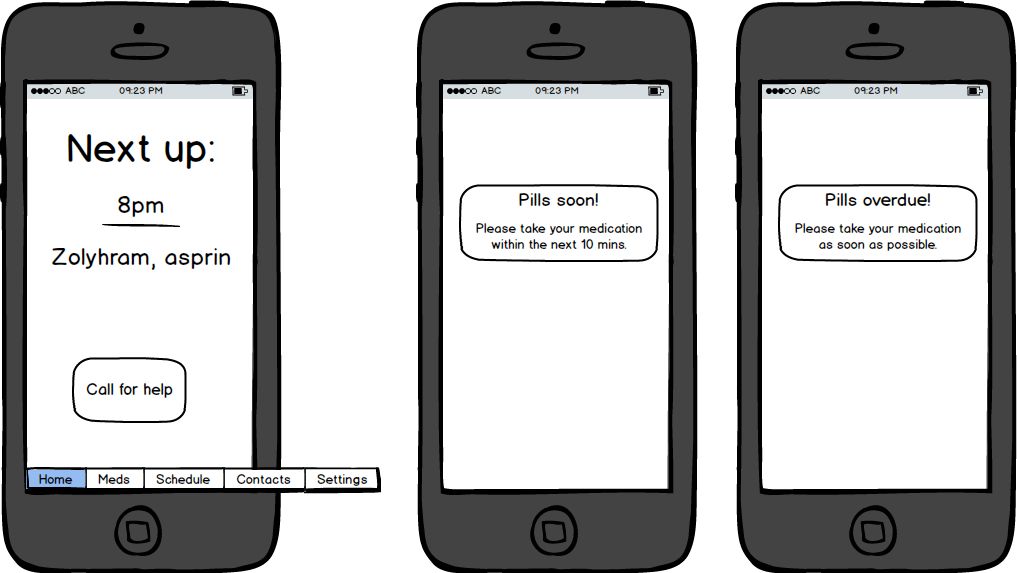 ABC 09:23 PM
Next up:
8pm
Zolyhram, asprin
Call for help
Home Meds Schedule Contacts Settings
ABC 09:23 PM
Pills soon!
Please take your medication
within the next 10 mins.
ABC 09:23 PM
Pills overdue!
Please take your medication
as soon as possible.